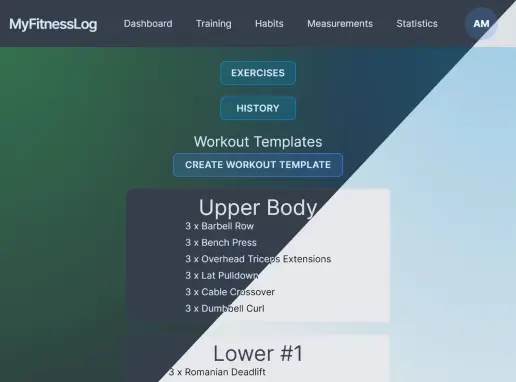 MyFitnessLog Dashboard Training Habits Measurements Statistics AM
EXERCISES
HISTORY
Workout Templates
CREATE WORKOUT TEMPLATE
Upper Body
3 x Barbell Row
3 x Bench Press
3 x Overhead Triceps Extensions
3 x Lat Pulldown
3 x Cable Crossover
3 x Dumbbell Curl
Lower #1
3 x Romanian Deadlift